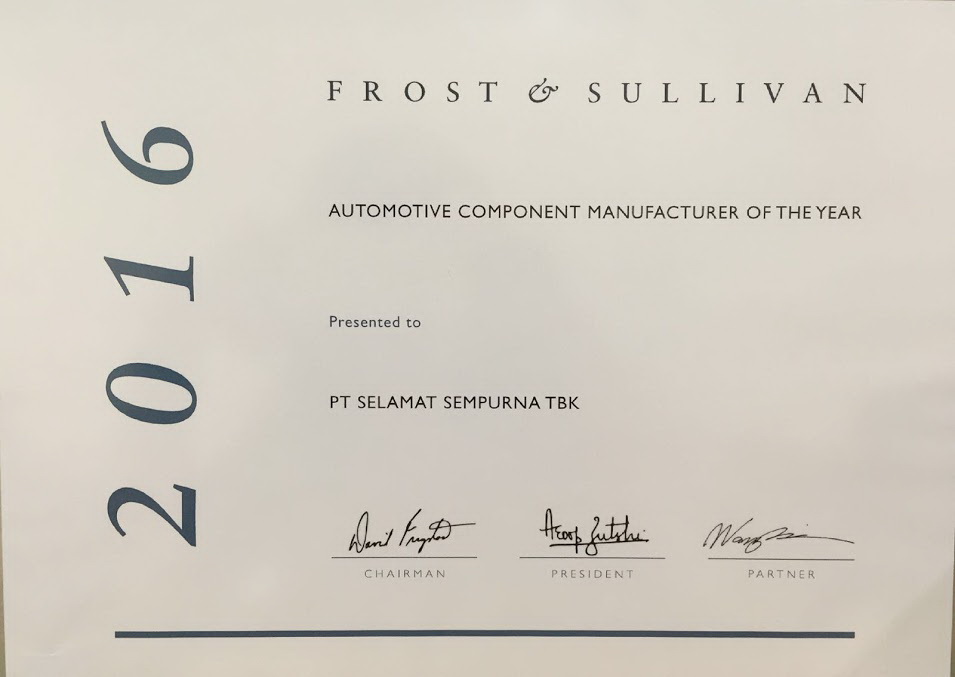 2016
FROST & SULLIVAN
AUTOMOTIVE COMPONENT MANUFACTURER OF THE YEAR
Presented to
PT SELAMAT SEMPURNA TBK
CHAIRMAN PRESIDENT PARTNER